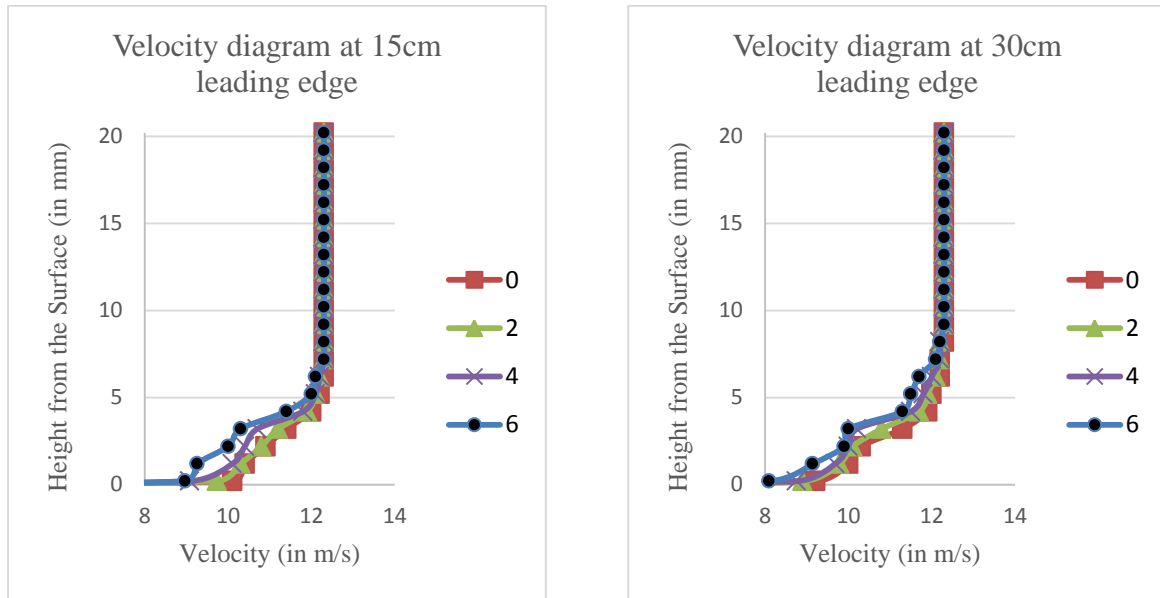 Velocity diagram at 15cm
leading edge
Height from the Surface (in mm)
20
15
10
5
0
8 10 12 14
Velocity (in m/s)
0
2
4
6
Velocity diagram at 30cm
leading edge
Height from the Surface (in mm)
20
15
10
5
0
8 10 12 14
Velocity (in m/s)
0
2
4
6